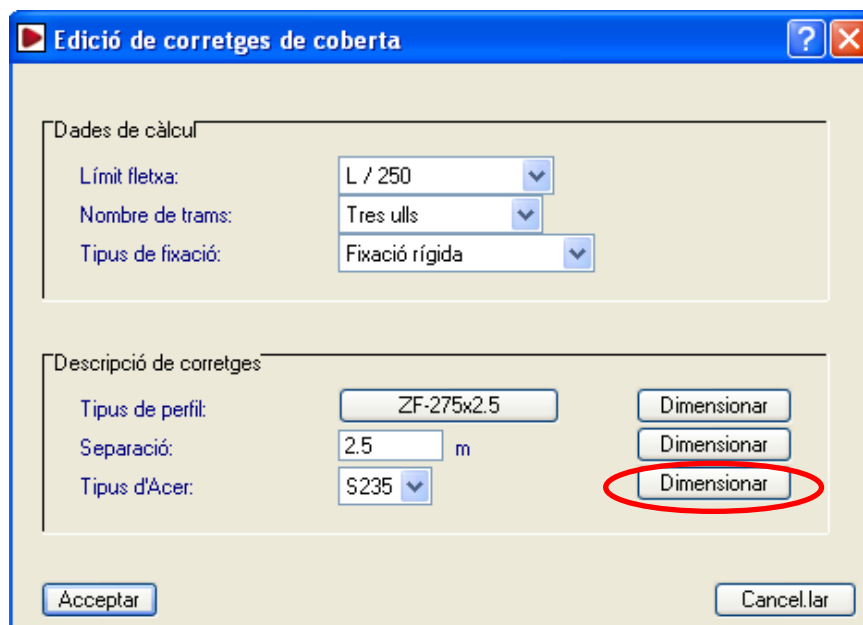 Edició de corretges de coberta
Dades de càlcul
Límit fletxa: L / 250
Nombre de trams: Tres ulls
Tipus de fixació: Fixació rígida
Descripció de corretges
Tipus de perfil: ZF-275x2.5 Dimensionar
Separació: 2.5 m Dimensionar
Tipus d'Acer: S235 Dimensionar
Acceptar Cancel.lar